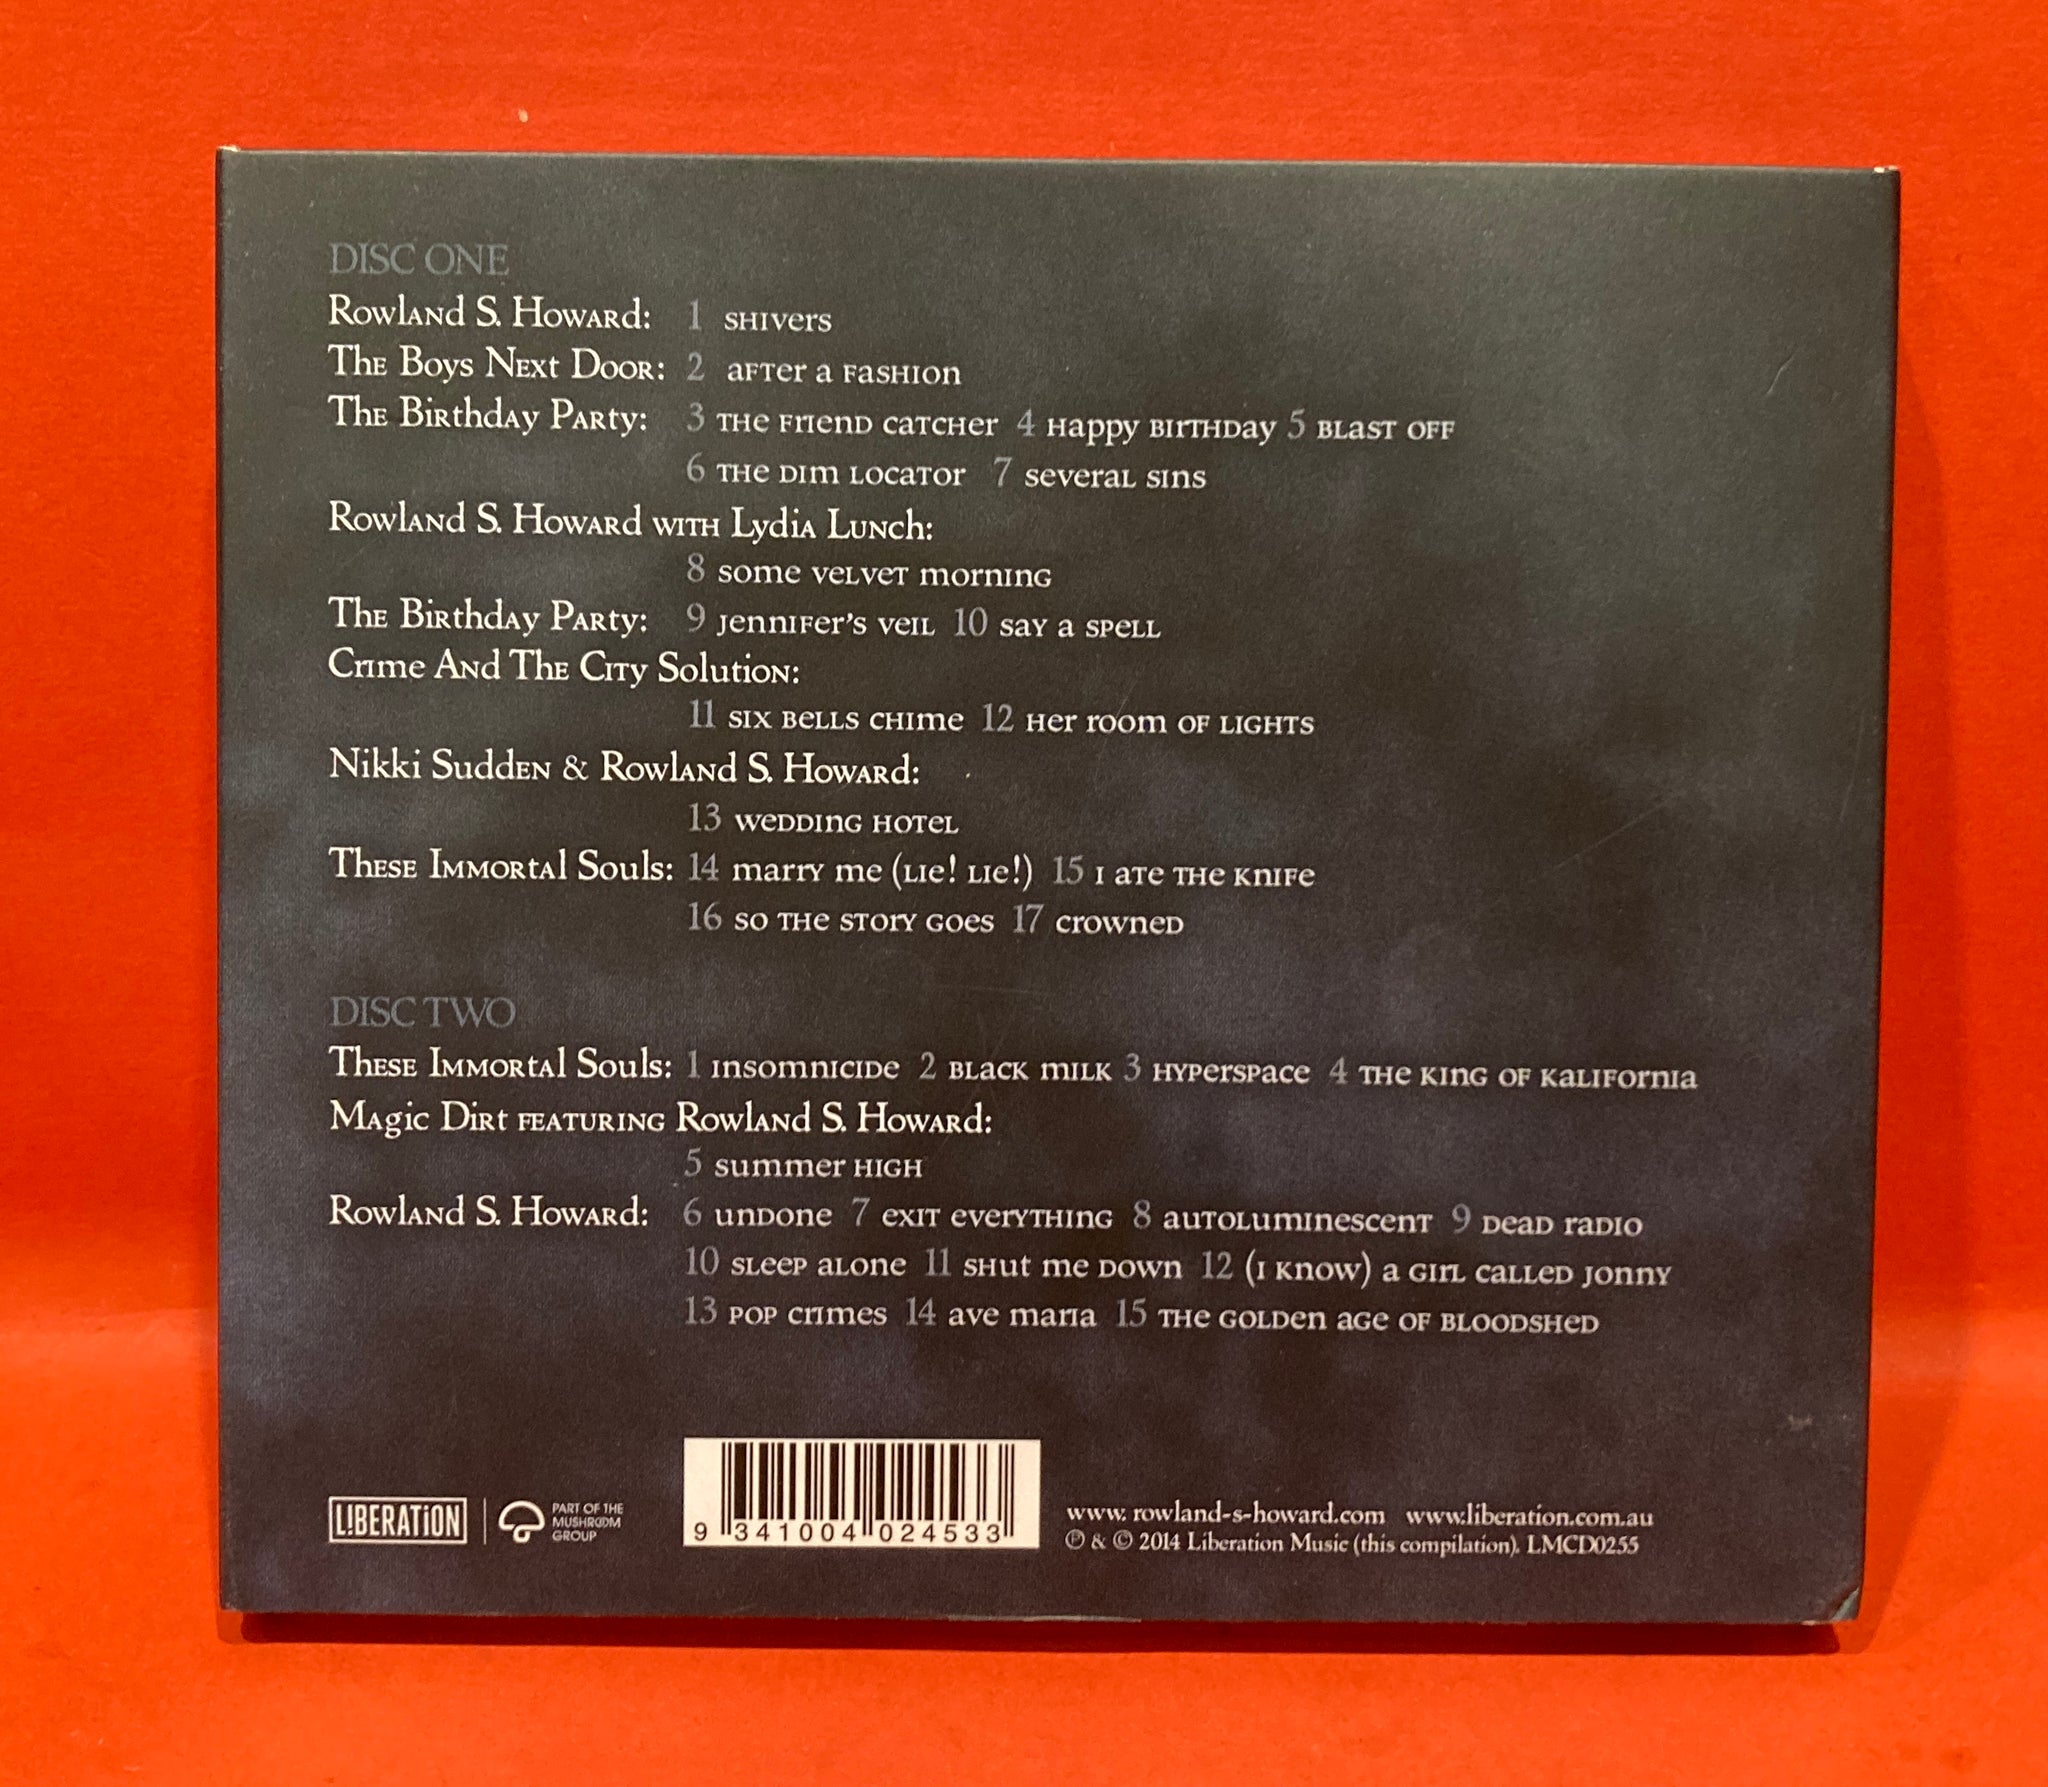 DISC ONE
Rowland S. Howard: 1 shivers
The Boys Next Door: 2 after a fashion
The Birthday Party: 3 the friend catcher 4 happy birthday 5 blast off
6 the dim locator 7 several sins
Rowland S. Howard with Lydia Lunch:
8 some velvet morning
The Birthday Party: 9 jennifer's veil 10 say a spell
Crime And The City Solution:
11 six bells chime 12 her room of lights
Nikki Sudden & Rowland S. Howard:
13 wedding hotel
These Immortal Souls: 14 marry me (lie! lie!) 15 i ate the knife
16 so the story goes 17 crowned
DISC TWO
These Immortal Souls: 1 insomnicide 2 black milk 3 hyperspace 4 the king of kalifornia
Magic Dirt featuring Rowland S. Howard:
5 summer high
Rowland S. Howard: 6 undone 7 exit everything 8 autoluminescent 9 dead radio
10 sleep alone 11 shut me down 12 (i know) a girl called jonny
13 pop crimes 14 ave maria 15 the golden age of bloodshed
LIBERATION
PART OF THE
MUSHROOM
GROUP
9 341004 024533
www.rowland-s-howard.com www.liberation.com.au
℗ & © 2014 Liberation Music (this compilation). LMCD0255